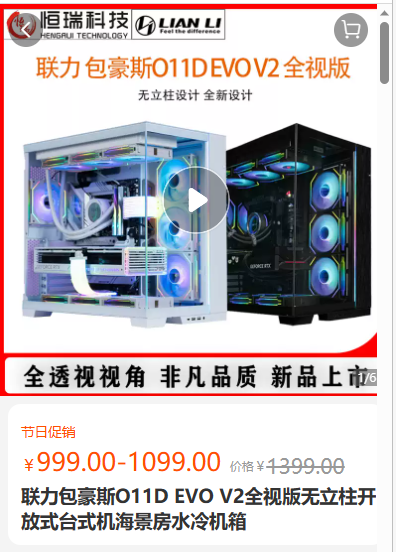 恒瑞科技
HENGRUI TECHNOLOGY
LIAN LI
Feel the difference
联力 包豪斯O11D EVO V2 全视版
无立柱设计 全新设计
GEFORCE RTX
全透视视角 非凡品质 新品上市
1/6
节日促销
￥999.00-1099.00 价格￥1399.00
联力包豪斯O11D EVO V2全视版无立柱开
放式台式机海景房水冷机箱